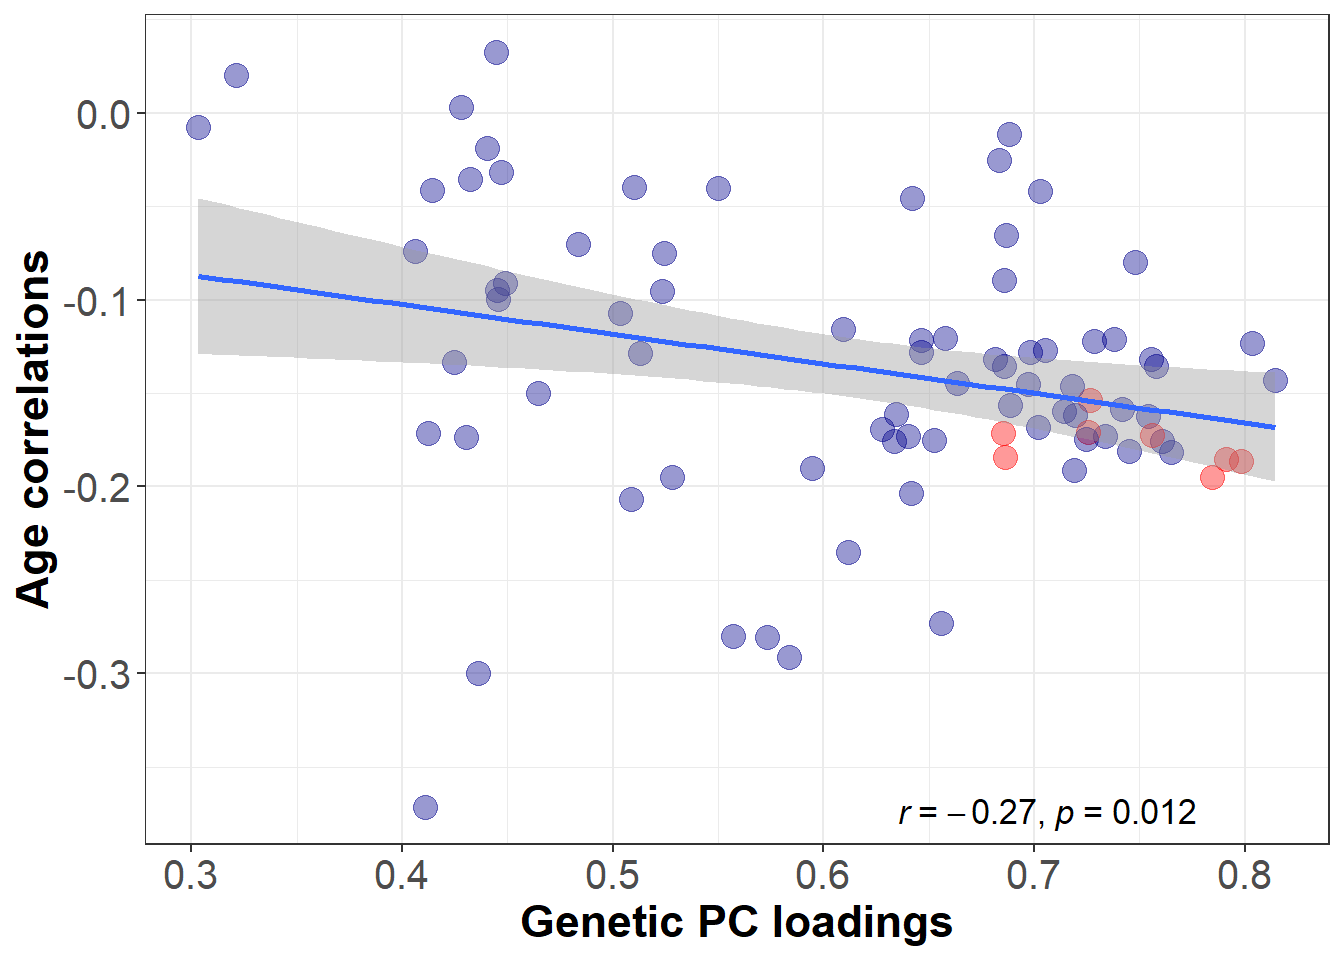 0.0
-0.1
-0.2
-0.3
Age correlations
r = −0.27, p = 0.012
0.3 0.4 0.5 0.6 0.7 0.8
Genetic PC loadings